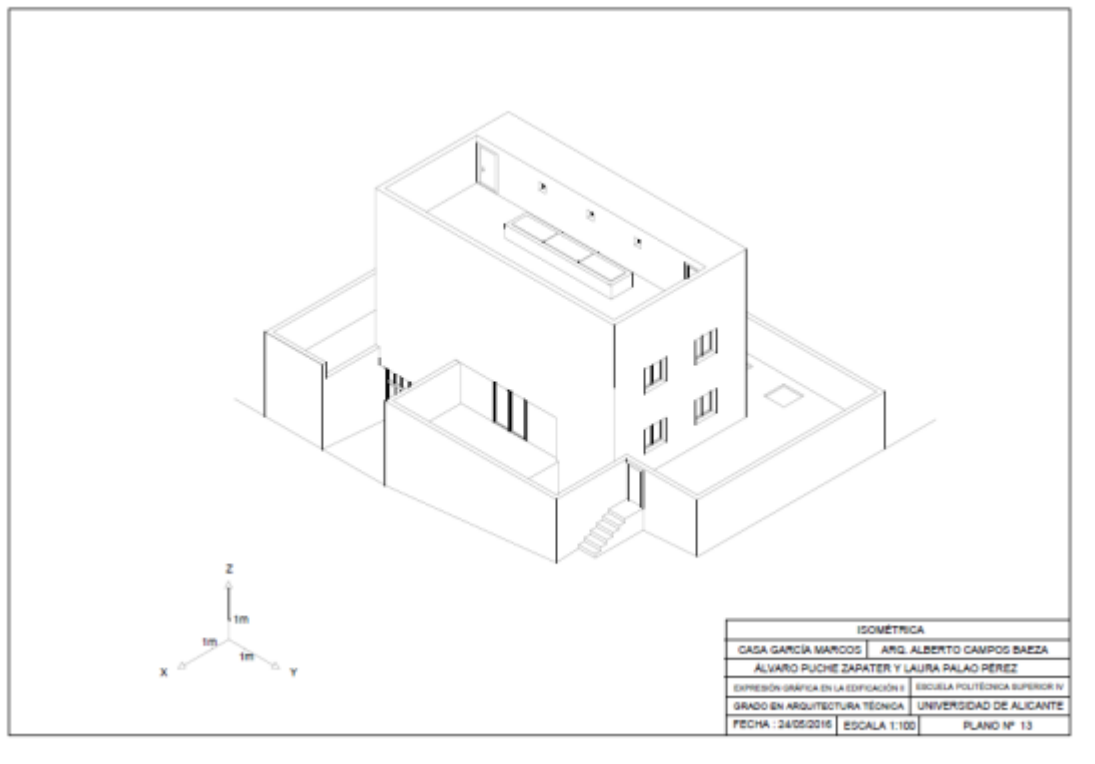 Z
1m
1m
1m
X
Y
ISOMÉTRICA
CASA GARCÍA MARCOS ARQ. ALBERTO CAMPOS BAEZA
ÁLVARO PUCHE ZAPATER Y LAURA PALAO PÉREZ
EXPRESIÓN GRÁFICA EN LA EDIFICACIÓN II ESCUELA POLITÉCNICA SUPERIOR IV
GRADO EN ARQUITECTURA TÉCNICA UNIVERSIDAD DE ALICANTE
FECHA : 24/05/2016 ESCALA 1:100 PLANO Nº 13